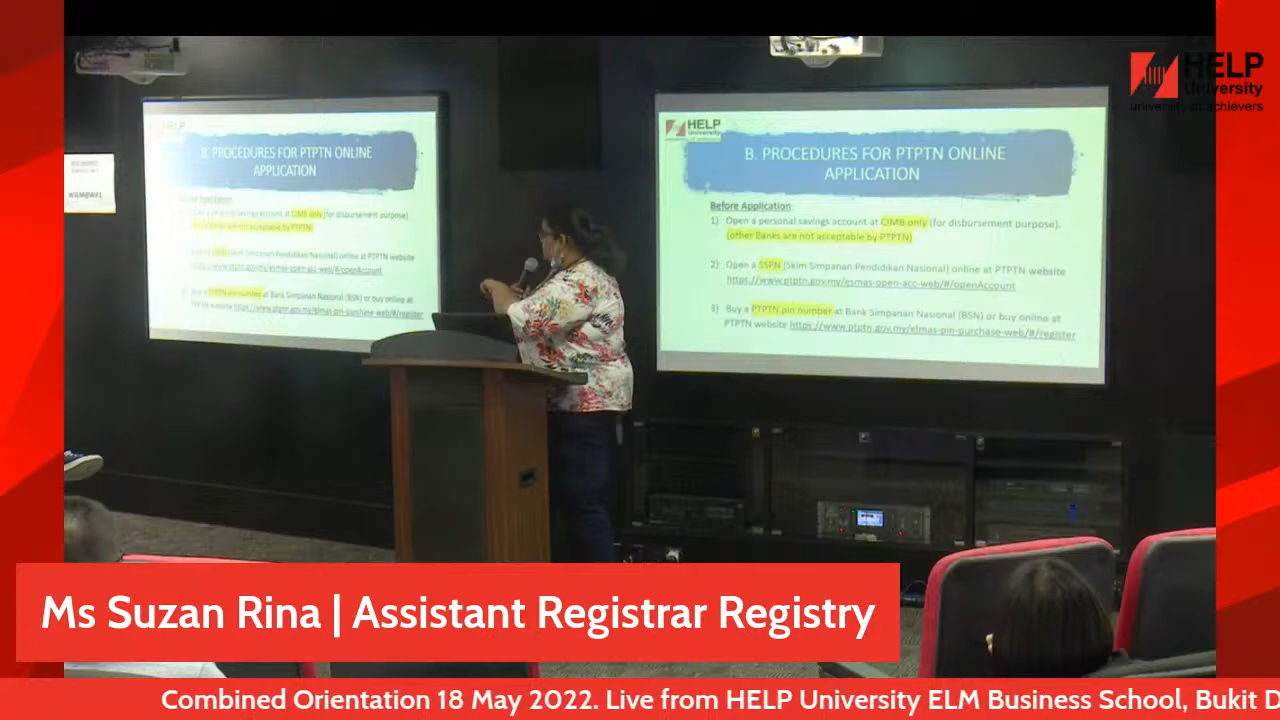 HELP
University
university of achievers
B. PROCEDURES FOR PTPTN ONLINE
APPLICATION
HELP
University
B. PROCEDURES FOR PTPTN ONLINE
APPLICATION
Before Application
1) Open a personal savings account at CIMB only (for disbursement purpose).
(other Banks are not acceptable by PTPTN)
2) Open a SSPN (Skim Simpanan Pendidikan Nasional) online at PTPTN website
https://www.ptptn.gov.my/esmas-open-acc-web/#/openAccount
3) Buy a PTPTN pin number at Bank Simpanan Nasional (BSN) or buy online at
PTPTN website https://www.ptptn.gov.my/elmas-pin-purchase-web/#/register
Ms Suzan Rina | Assistant Registrar Registry
Combined Orientation 18 May 2022. Live from HELP University ELM Business School, Bukit D